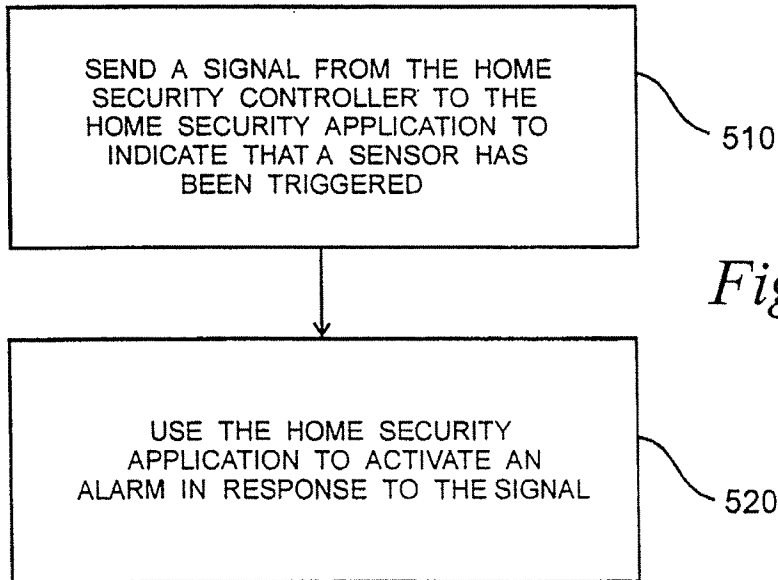 SEND A SIGNAL FROM THE HOME
SECURITY CONTROLLER TO THE
HOME SECURITY APPLICATION TO
INDICATE THAT A SENSOR HAS
BEEN TRIGGERED
510
Fig
USE THE HOME SECURITY
APPLICATION TO ACTIVATE AN
ALARM IN RESPONSE TO THE SIGNAL
520